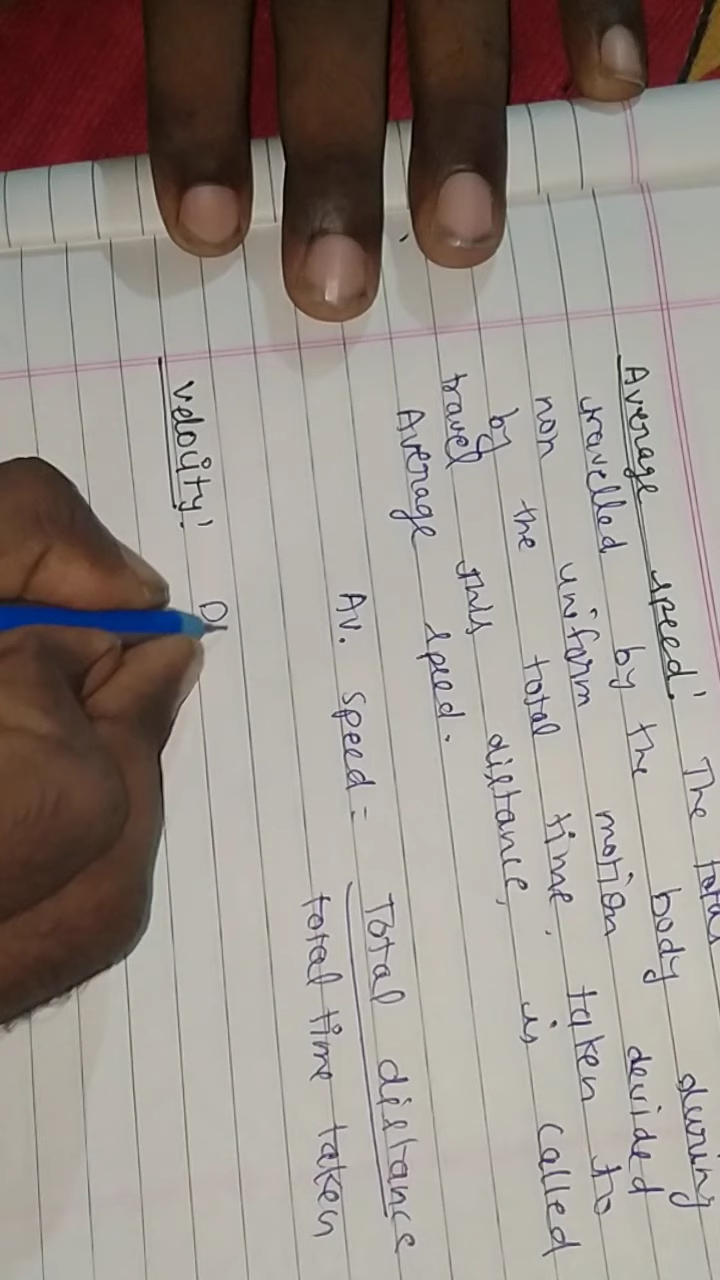 Average speed: The total
travelled by the body during
non uniform motion devided
by the total time, taken to
travel this distance, is called
Average speed.
Av. speed = Total distance
total time taken
Velocity: D